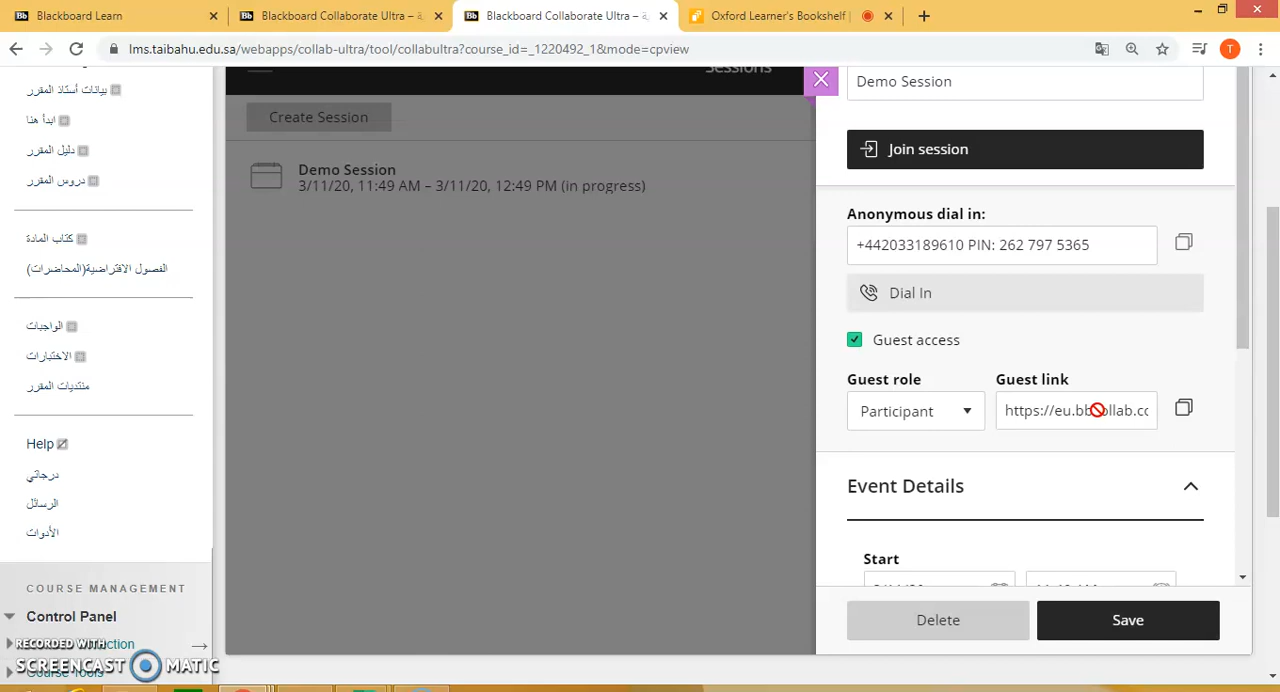 Blackboard Learn
Blackboard Collaborate Ultra –
Blackboard Collaborate Ultra –
Oxford Learner's Bookshelf |
lms.taibahu.edu.sa/webapps/collab-ultra/tool/collabultra?course_id=_1220492_1&mode=cpview
T
بيانات أستاذ المقرر
ابدأ هنا
دليل المقرر
دروس المقرر
كتاب المادة
الفصول الافتراضية(المحاضرات)
الواجبات
الاختبارات
منتديات المقرر
Help
درجاتي
الرسائل
الأدوات
COURSE MANAGEMENT
Control Panel
RECORDED WITH
SCREENCAST MATIC
Course Tools
Sessions
Create Session
Demo Session
3/11/20, 11:49 AM – 3/11/20, 12:49 PM (in progress)
Demo Session
Join session
Anonymous dial in:
+442033189610 PIN: 262 797 5365
Dial In
Guest access
Guest role
Guest link
Participant
https://eu.bbcollab.cc
Event Details
Start
Delete
Save